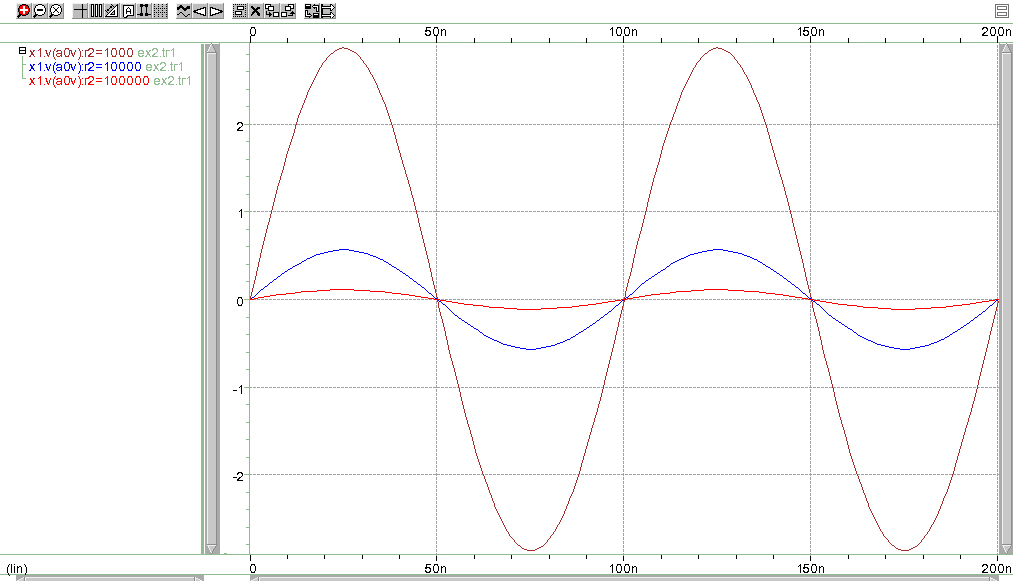 A
0 50n 100n 150n 200n
x1.v(a0v):r2=1000 ex2.tr1
x1.v(a0v):r2=10000 ex2.tr1
x1.v(a0v):r2=100000 ex2.tr1
2
1
0
-1
-2
(lin)
0 50n 100n 150n 200n